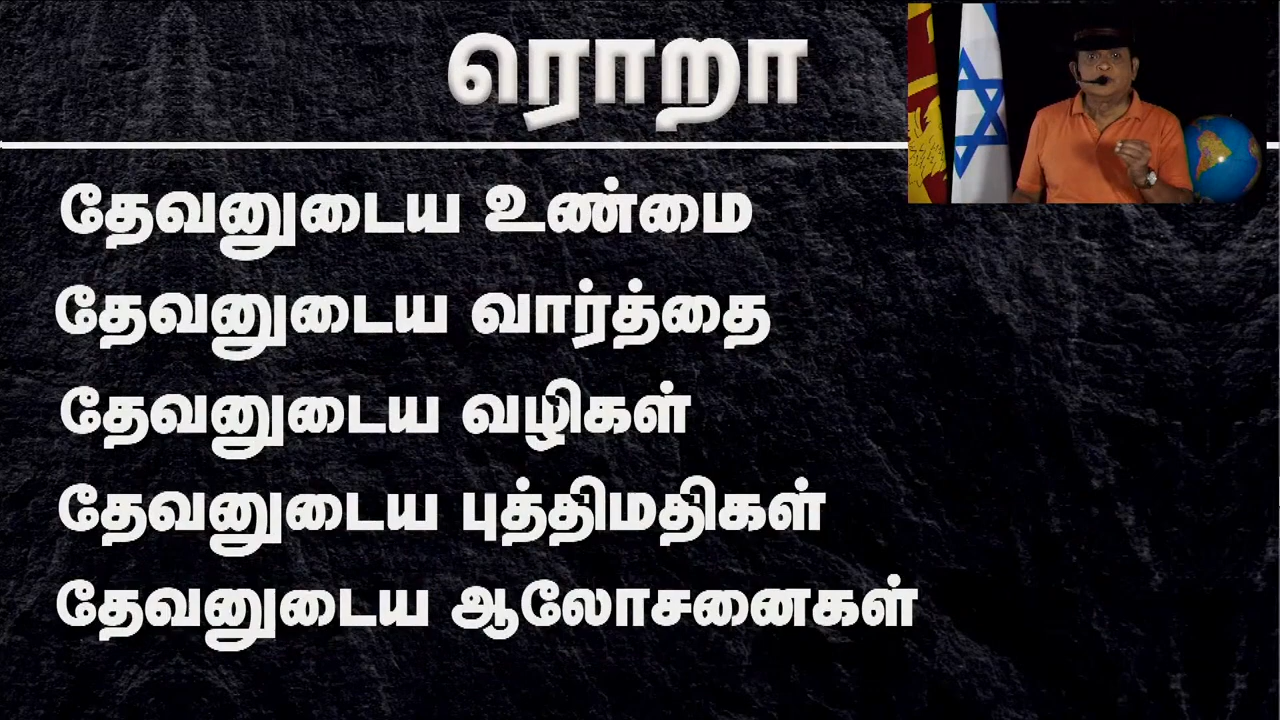 ரொறா
தேவனுடைய உண்மை
தேவனுடைய வார்த்தை
தேவனுடைய வழிகள்
தேவனுடைய புத்திமதிகள்
தேவனுடைய ஆலோசனைகள்